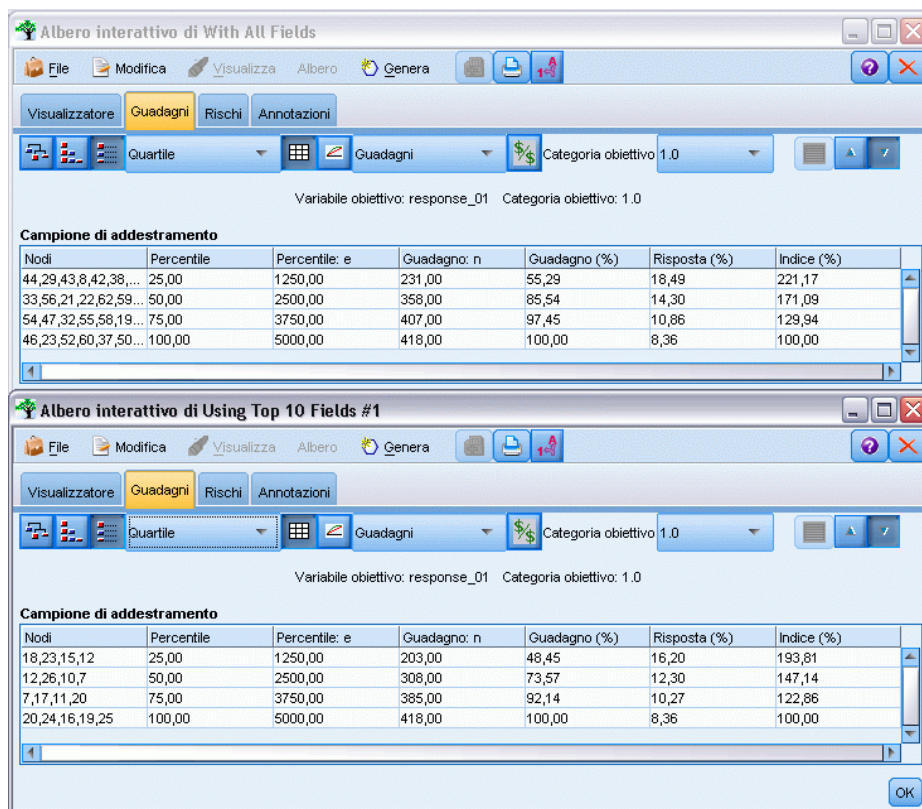 Albero interattivo di With All Fields
File Modifica Visualizza Albero Genera
Visualizzatore Guadagni Rischi Annotazioni
Quartile Guadagni Categoria obiettivo 1.0
Variabile obiettivo: response_01 Categoria obiettivo: 1.0
Campione di addestramento
Nodi Percentile Percentile: e Guadagno: n Guadagno (%) Risposta (%) Indice (%)
44,29,43,8,42,38,... 25,00 1250,00 231,00 55,29 18,49 221,17
33,56,21,22,62,59... 50,00 2500,00 358,00 85,54 14,30 171,09
54,47,32,55,58,19... 75,00 3750,00 407,00 97,45 10,86 129,94
46,23,52,60,37,50... 100,00 5000,00 418,00 100,00 8,36 100,00
Albero interattivo di Using Top 10 Fields #1
File Modifica Visualizza Albero Genera
Visualizzatore Guadagni Rischi Annotazioni
Quartile Guadagni Categoria obiettivo 1.0
Variabile obiettivo: response_01 Categoria obiettivo: 1.0
Campione di addestramento
Nodi Percentile Percentile: e Guadagno: n Guadagno (%) Risposta (%) Indice (%)
18,23,15,12 25,00 1250,00 203,00 48,45 16,20 193,81
12,26,10,7 50,00 2500,00 308,00 73,57 12,30 147,14
7,17,11,20 75,00 3750,00 385,00 92,14 10,27 122,86
20,24,16,19,25 100,00 5000,00 418,00 100,00 8,36 100,00
OK